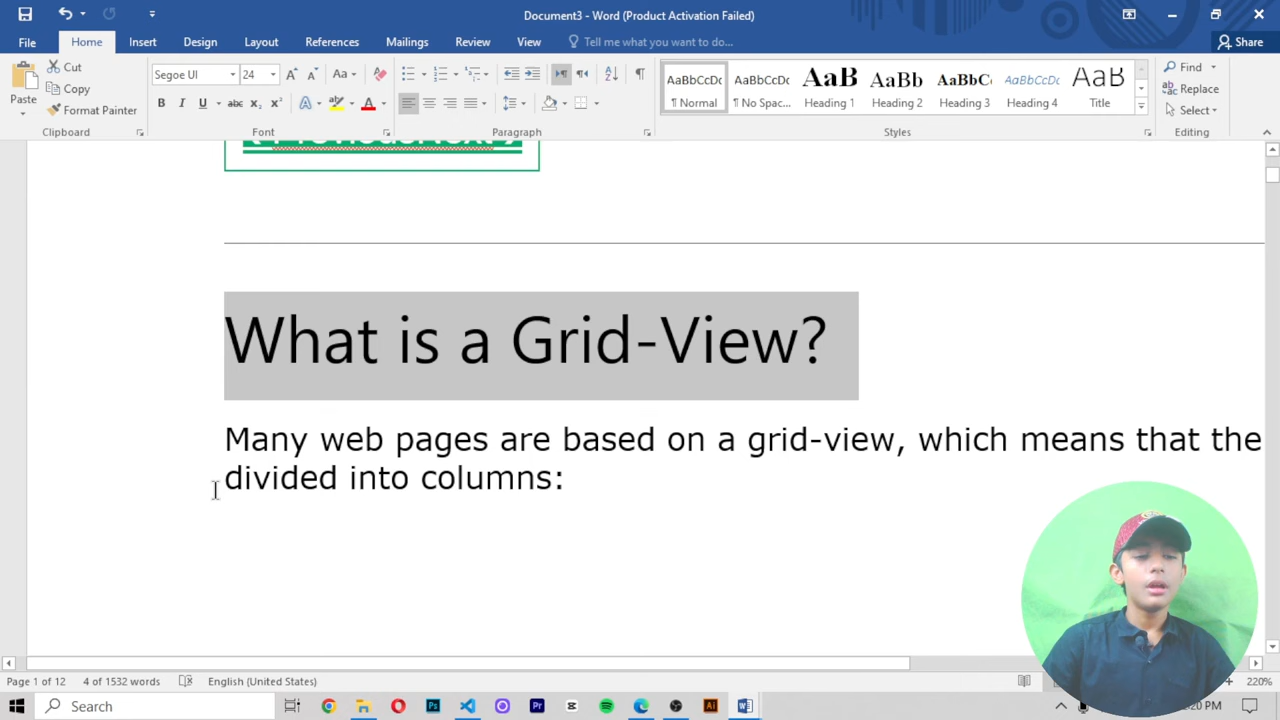 Document3 - Word (Product Activation Failed)
File Home Insert Design Layout References Mailings Review View Tell me what you want to do... Share
Paste Cut Copy Format Painter Clipboard
Segoe UI 24 Font
Paragraph
AaBbCcDc ¶ Normal
AaBbCcDc ¶ No Spac...
AaB Heading 1
AaBb Heading 2
AaBbCc Heading 3
AaBbCcDc Heading 4
AaB Title
Styles
Find
Replace
Select
Editing
What is a Grid-View?
Many web pages are based on a grid-view, which means that the
divided into columns:
Page 1 of 12 4 of 1532 words English (United States) 220%
Search